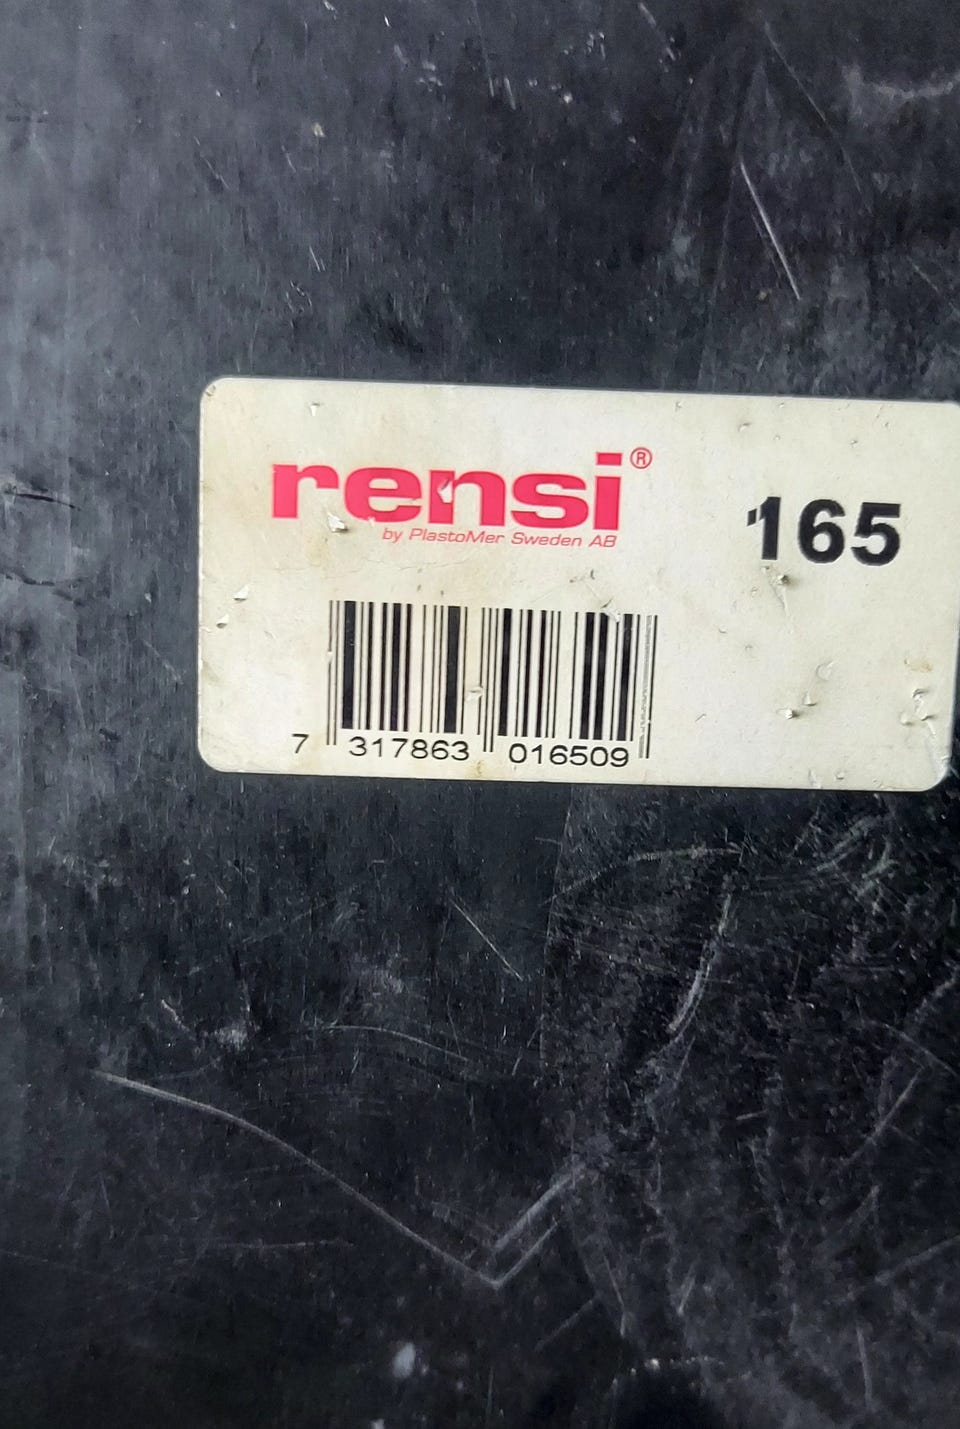 rensi®
by PlastoMer Sweden AB
165
7 317863 016509